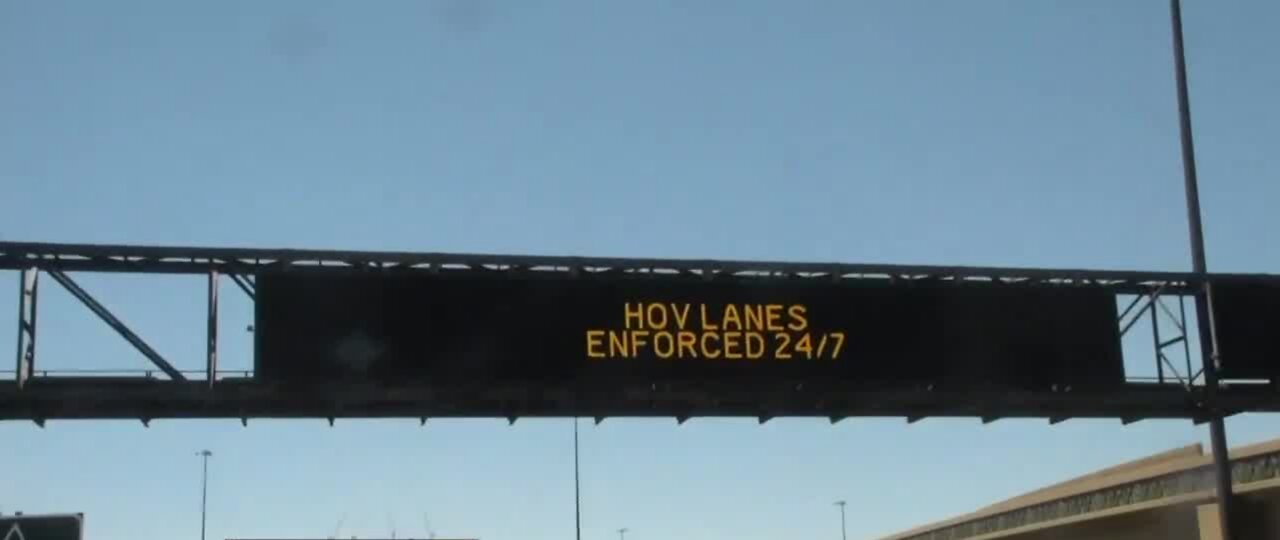 HOV LANES
ENFORCED 24/7